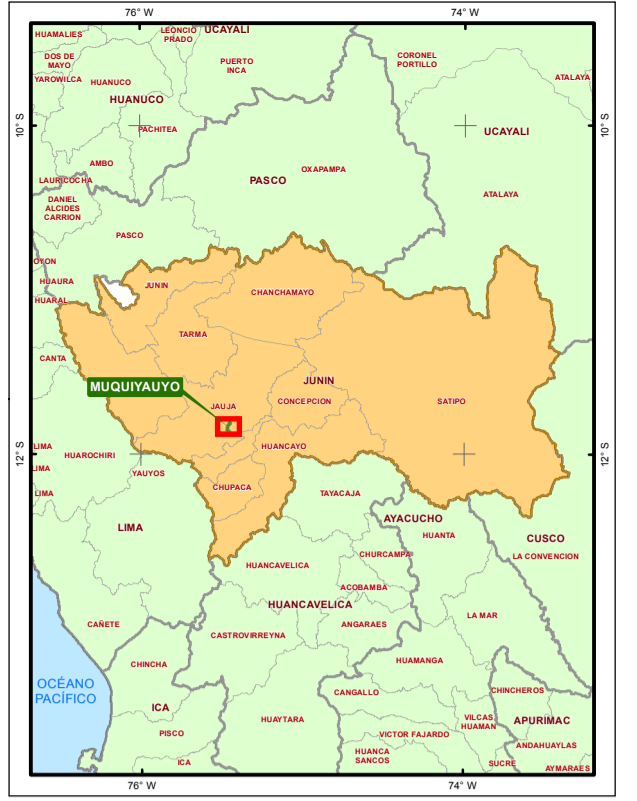 76° W
74° W
HUAMALIES
LEONCIO
PRADO
UCAYALI
DOS DE
MAYO
PUERTO
INCA
CORONEL
PORTILLO
YAROWILCA
HUANUCO
ATALAYA
HUANUCO
10° S
10° S
PACHITEA
UCAYALI
AMBO
LAURICOCHA
PASCO
OXAPAMPA
DANIEL
ALCIDES
CARRION
ATALAYA
PASCO
OYON
HUAURA
JUNIN
CHANCHAMAYO
HUARAL
TARMA
CANTA
MUQUIYAUYO
JUNIN
JAUJA
CONCEPCION
SATIPO
LIMA
HUAROCHIRI
HUANCAYO
12° S
12° S
LIMA
YAUYOS
LIMA
CHUPACA
TAYACAJA
AYACUCHO
LIMA
HUANTA
CUSCO
LA CONVENCION
CHURCAMPA
HUANCAVELICA
ACOBAMBA
HUANCAVELICA
LA MAR
CAÑETE
ANGARAES
CASTROVIRREYNA
HUAMANGA
CHINCHA
OCÉANO
PACÍFICO
CANGALLO
CHINCHEROS
ICA
HUAYTARA
VILCAS
HUAMAN
APURIMAC
PISCO
VICTOR FAJARDO
ANDAHUAYLAS
HUANCA
SANCOS
ICA
SUCRE
AYMARAES
76° W
74° W